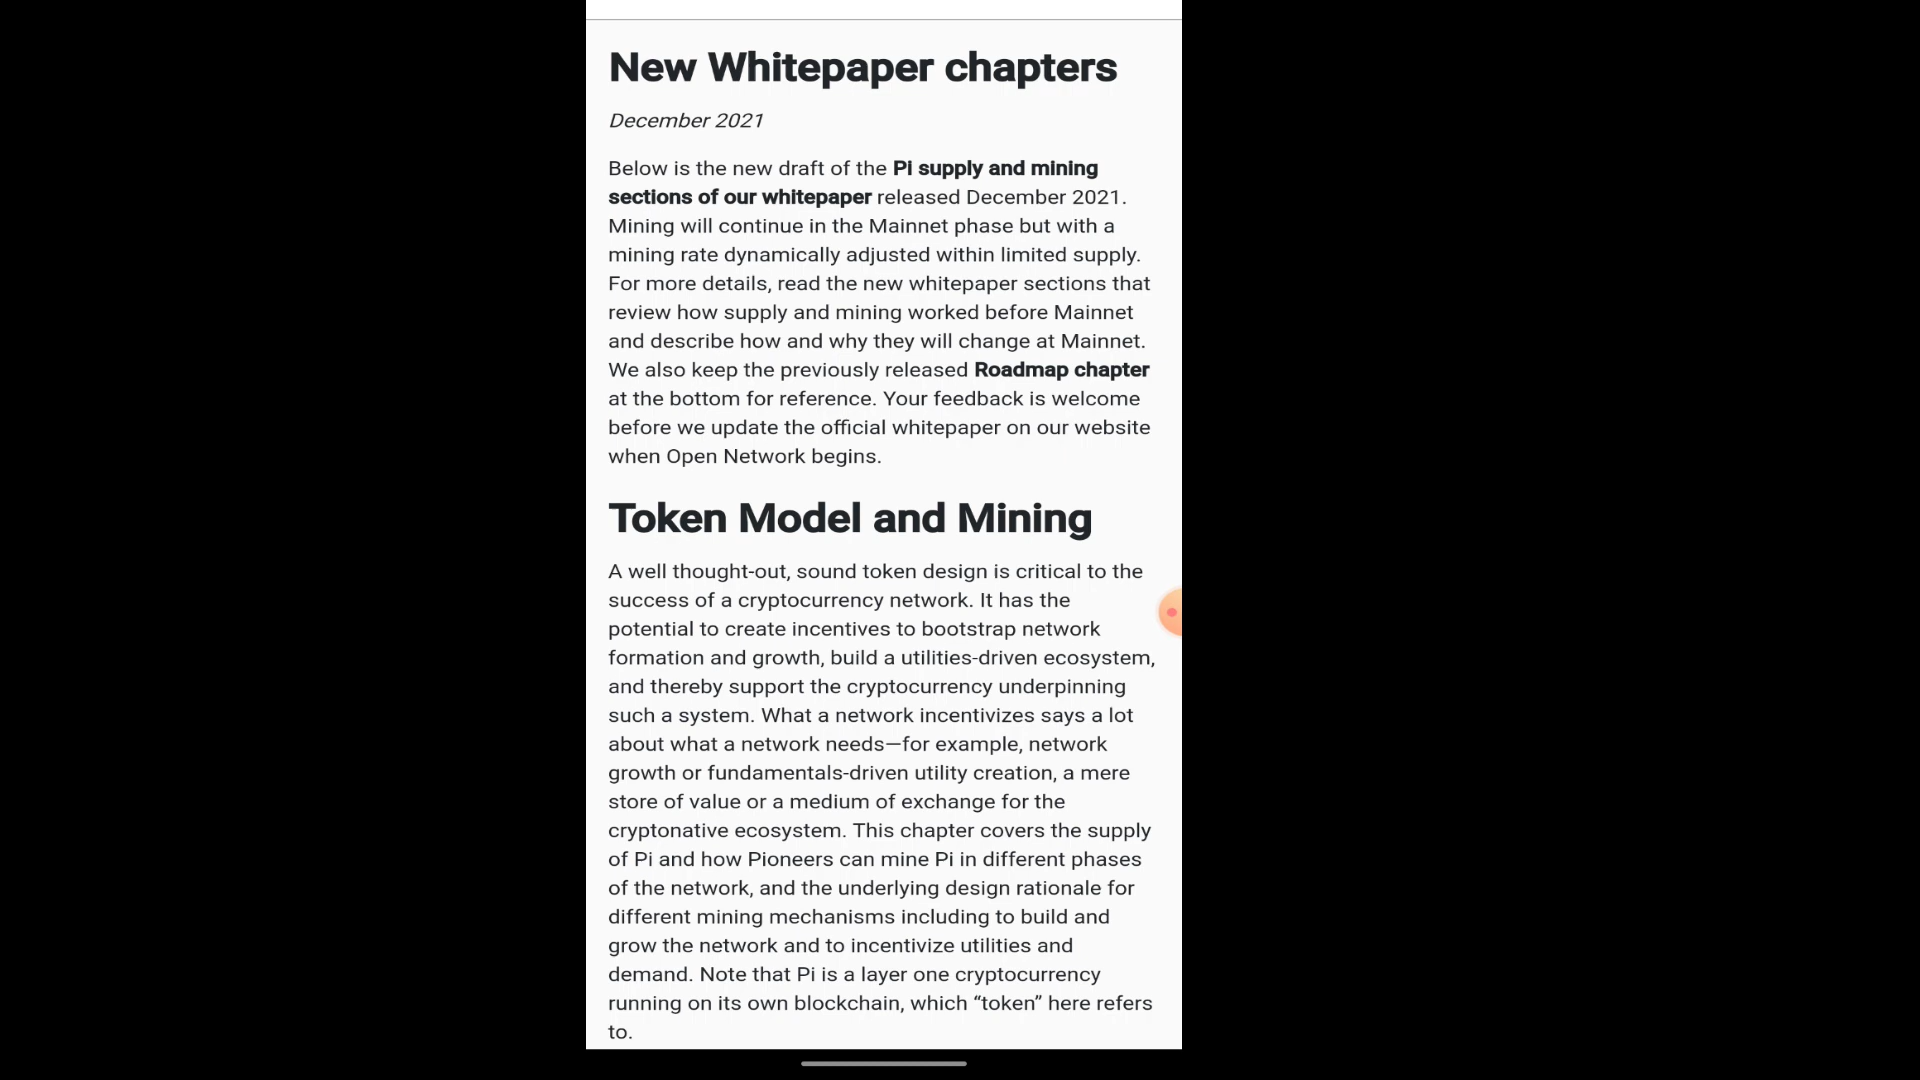 New Whitepaper chapters
December 2021
Below is the new draft of the Pi supply and mining
sections of our whitepaper released December 2021.
Mining will continue in the Mainnet phase but with a
mining rate dynamically adjusted within limited supply.
For more details, read the new whitepaper sections that
review how supply and mining worked before Mainnet
and describe how and why they will change at Mainnet.
We also keep the previously released Roadmap chapter
at the bottom for reference. Your feedback is welcome
before we update the official whitepaper on our website
when Open Network begins.
Token Model and Mining
A well thought-out, sound token design is critical to the
success of a cryptocurrency network. It has the
potential to create incentives to bootstrap network
formation and growth, build a utilities-driven ecosystem,
and thereby support the cryptocurrency underpinning
such a system. What a network incentivizes says a lot
about what a network needs—for example, network
growth or fundamentals-driven utility creation, a mere
store of value or a medium of exchange for the
cryptonative ecosystem. This chapter covers the supply
of Pi and how Pioneers can mine Pi in different phases
of the network, and the underlying design rationale for
different mining mechanisms including to build and
grow the network and to incentivize utilities and
demand. Note that Pi is a layer one cryptocurrency
running on its own blockchain, which “token” here refers
to.